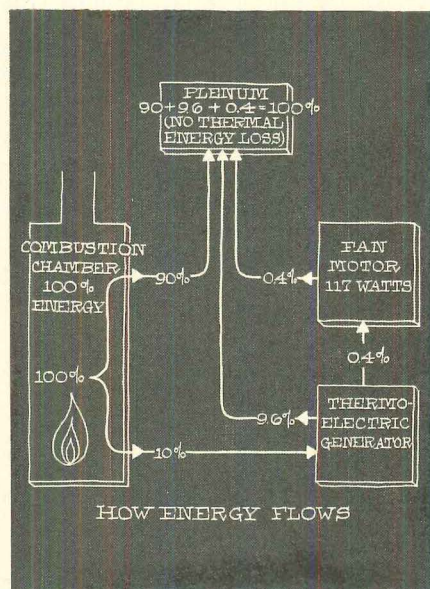 PLENUM
90+9.6+0.4=100%
(NO THERMAL
ENERGY LOSS)
COMBUSTION
CHAMBER
100%
ENERGY
90%
0.4%
FAN
MOTOR
117 WATTS
0.4%
100%
9.6%
THERMO-
ELECTRIC
GENERATOR
10%
HOW ENERGY FLOWS